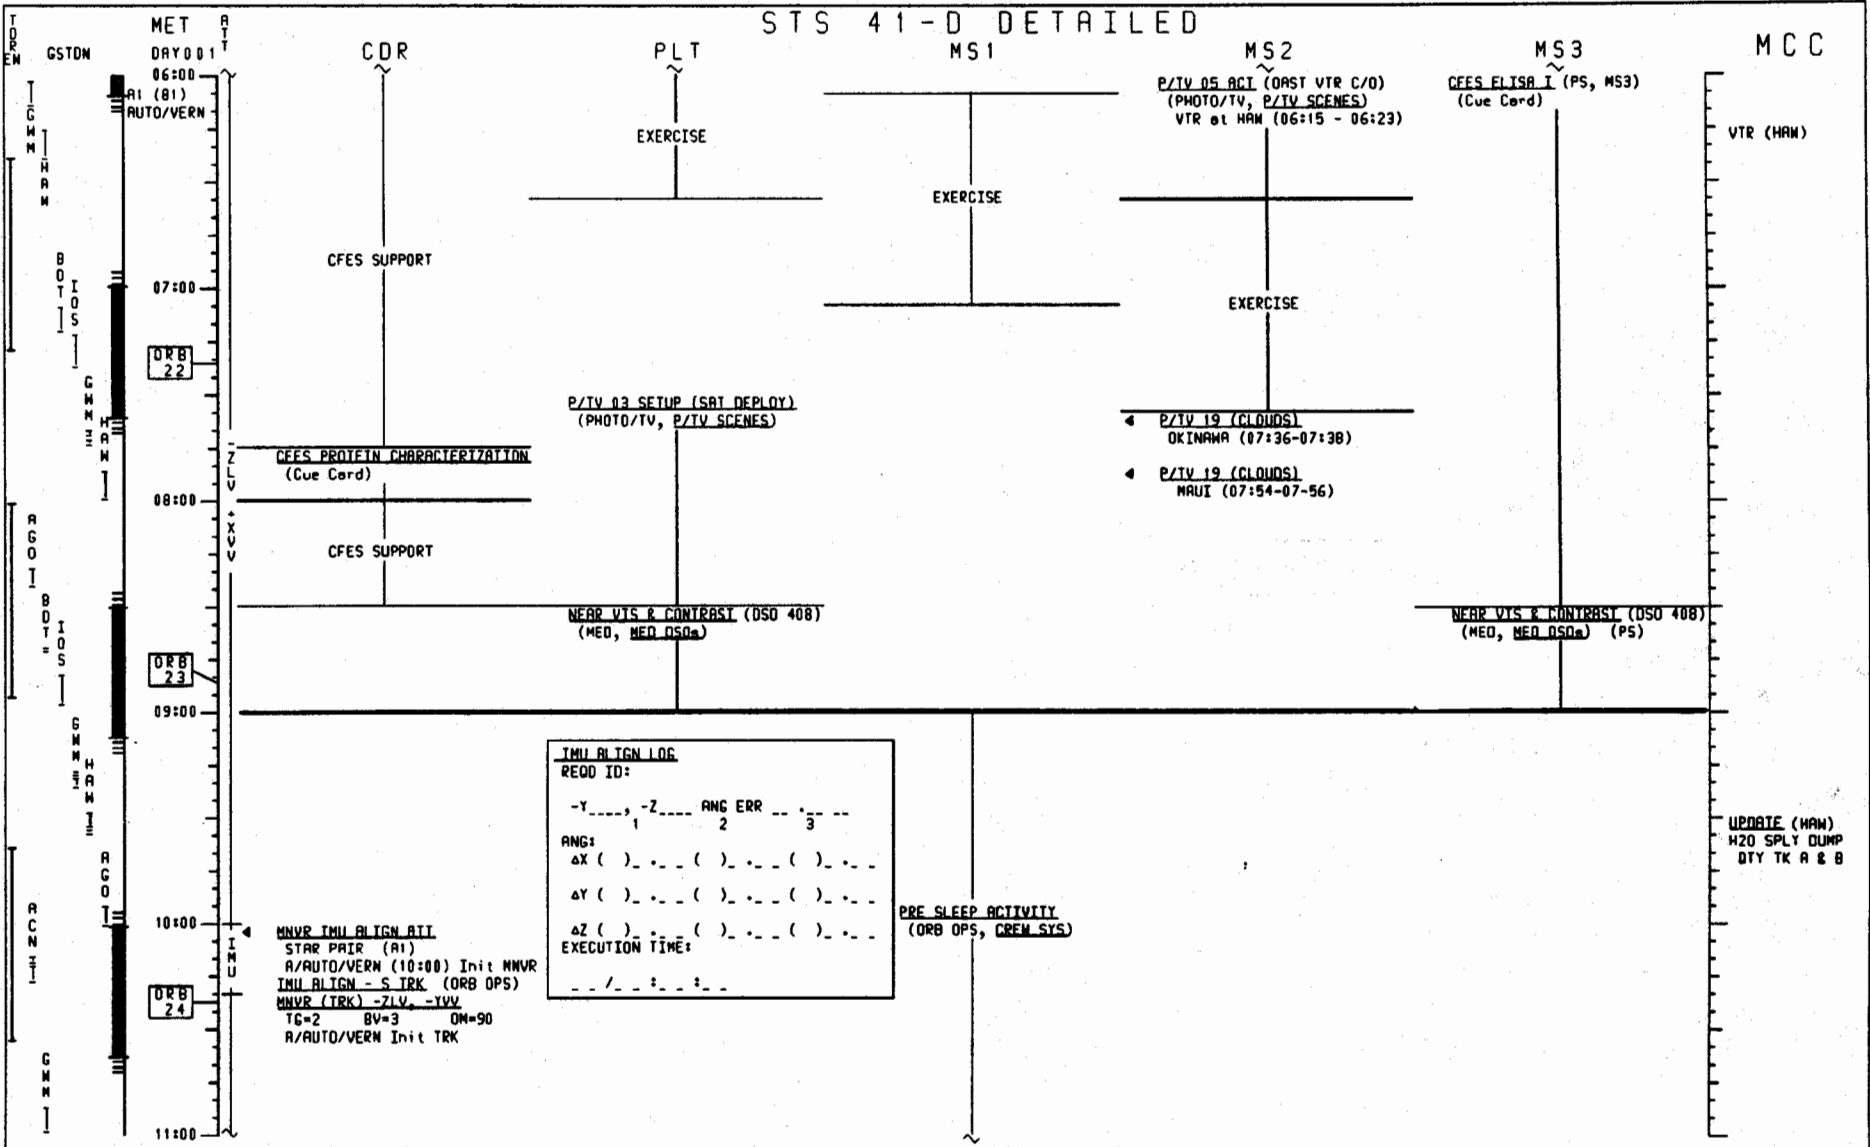 STS 41-D DETAILED
TDRE/W
GSTDN
MET
DAY001
ATT
CDR
PLT
MS1
MS2
MS3
MCC
06:00
A1 (B1)
AUTO/VERN
07:00
ORB
22
08:00
ORB
23
09:00
10:00
ORB
24
11:00
GWM
HAW
BOT
IOS
GWM
HAW
AGO
BOT
IOS
GWM
HAW
AGO
ACN
GWM
-ZLV
+XVV
IMU
CFES SUPPORT
CFES PROTEIN CHARACTERIZATION
(Cue Card)
CFES SUPPORT
MNVR IMU ALIGN ATT
STAR PAIR (A1)
A/AUTO/VERN (10:00) Init MNVR
IMU ALIGN - S TRK (ORB OPS)
MNVR (TRK) -ZLV, -YVV
TG=2 BV=3 OM=90
A/AUTO/VERN Init TRK
EXERCISE
P/TV 03 SETUP (SAT DEPLOY)
(PHOTO/TV, P/TV SCENES)
NEAR VIS & CONTRAST (DSO 408)
(MED, MED DSOs)
IMU ALIGN LOG
REQD ID:
-Y____, -Z____ ANG ERR __ .__ __
1 2 3
ANG:
ΔX ( )_ ._ _ ( )_ ._ _ ( )_ ._ _
ΔY ( )_ ._ _ ( )_ ._ _ ( )_ ._ _
ΔZ ( )_ ._ _ ( )_ ._ _ ( )_ ._ _
EXECUTION TIME:
_ _ /_ _ :_ _ :_ _
EXERCISE
PRE SLEEP ACTIVITY
(ORB OPS, CREW SYS)
P/TV 05 ACT (OAST VTR C/O)
(PHOTO/TV, P/TV SCENES)
VTR at HAW (06:15 - 06:23)
EXERCISE
P/TV 19 (CLOUDS)
OKINAWA (07:36-07:38)
P/TV 19 (CLOUDS)
MAUI (07:54-07-56)
CFES ELISA I (PS, MS3)
(Cue Card)
NEAR VIS & CONTRAST (DSO 408)
(MED, MED DSOs) (PS)
VTR (HAW)
UPDATE (HAW)
H2O SPLY DUMP
QTY TK A & B